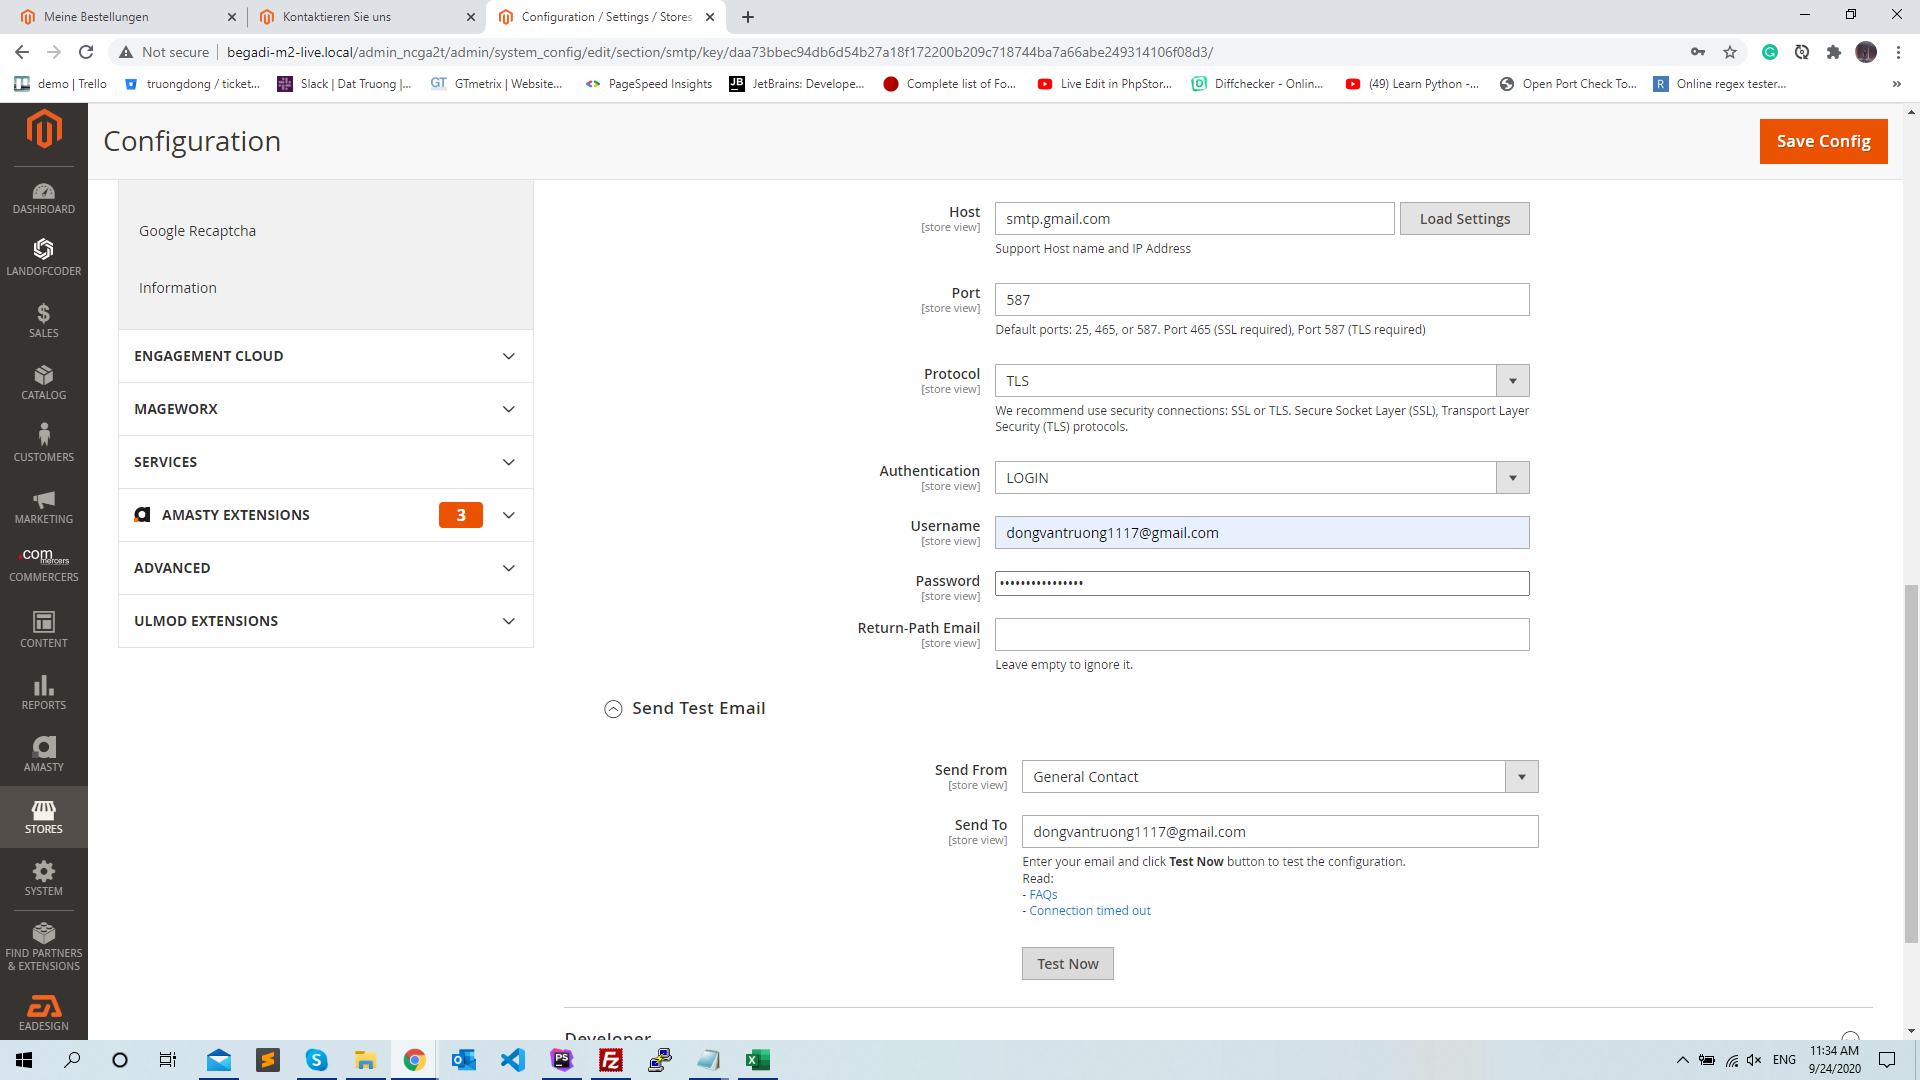 Meine Bestellungen
Kontaktieren Sie uns
Configuration / Settings / Stores
Not secure
begadi-m2-live.local/admin_ncga2t/admin/system_config/edit/section/smtp/key/daa73bbec94db6d54b27a18f172200b209c718744ba7a66abe249314106f08d3/
demo | Trello
truongdong / ticket...
Slack | Dat Truong |...
GT
GTmetrix | Website...
PageSpeed Insights
JB
JetBrains: Develope...
Complete list of Fo...
Live Edit in PhpStor...
Diffchecker - Onlin...
(49) Learn Python -...
Open Port Check To...
R
Online regex tester...
»
Configuration
Save Config
DASHBOARD
LANDOFCODER
SALES
CATALOG
CUSTOMERS
MARKETING
.com
mercers
COMMERCERS
CONTENT
REPORTS
AMASTY
STORES
SYSTEM
FIND PARTNERS
& EXTENSIONS
EADESIGN
Google Recaptcha
Information
ENGAGEMENT CLOUD
MAGEWORX
SERVICES
AMASTY EXTENSIONS
3
ADVANCED
ULMOD EXTENSIONS
Host
[store view]
smtp.gmail.com
Load Settings
Support Host name and IP Address
Port
[store view]
587
Default ports: 25, 465, or 587. Port 465 (SSL required), Port 587 (TLS required)
Protocol
[store view]
TLS
We recommend use security connections: SSL or TLS. Secure Socket Layer (SSL), Transport Layer
Security (TLS) protocols.
Authentication
[store view]
LOGIN
Username
[store view]
dongvantruong1117@gmail.com
Password
[store view]
••••••••••••••••
Return-Path Email
[store view]
Leave empty to ignore it.
Send Test Email
Send From
[store view]
General Contact
Send To
[store view]
dongvantruong1117@gmail.com
Enter your email and click Test Now button to test the configuration.
Read:
- FAQs
- Connection timed out
Test Now
Developer
ENG
11:34 AM
9/24/2020